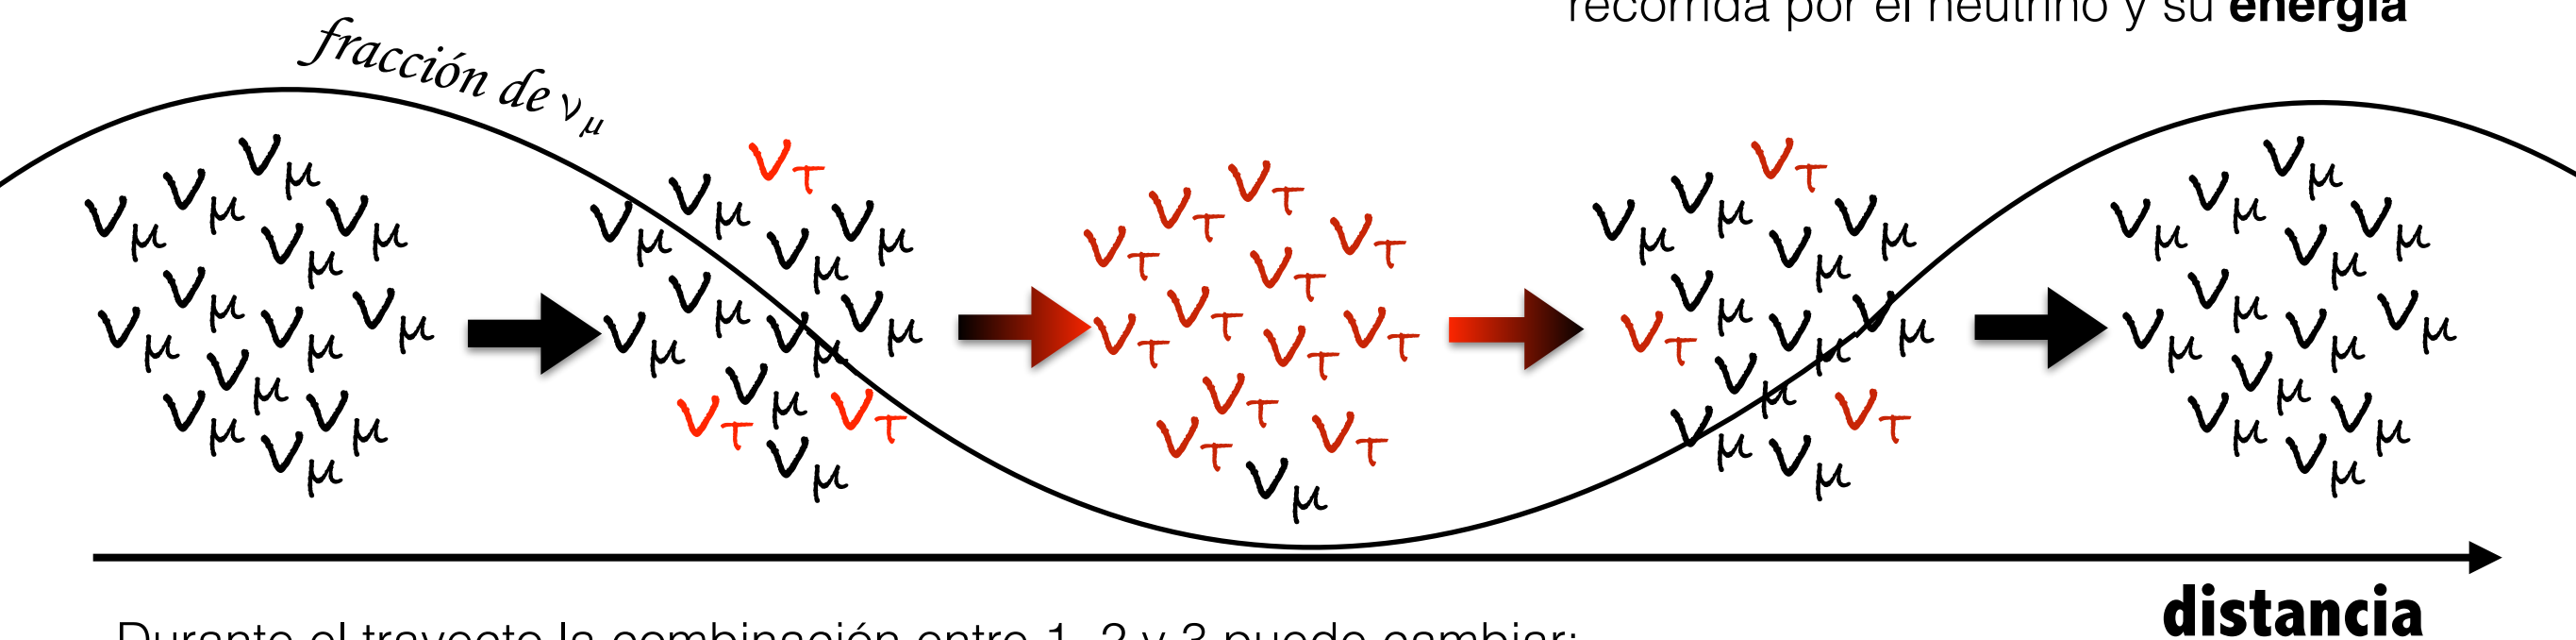 recorrida por el neutrino y su energía
fracción de νμ
νμ
νμ
νμ νμ
νμ
νμ
νμ νμ νμ
νμ
νμ νμ
νμ
ντ
νμ
νμ νμ
νμ
νμ
νμ νμ νμ
νμ
ντ ντ
νμ
ντ
ντ
ντ ντ
ντ
ντ
ντ ντ ντ
ντ
ντ ντ
νμ
ντ
νμ
νμ νμ
νμ
νμ
ντ νμ νμ
νμ
νμ ντ
νμ
νμ
νμ
νμ νμ
νμ
νμ
νμ νμ νμ
νμ
νμ νμ
νμ
distancia
Durante el trayecto la combinación entre 1, 2 y 3 puede cambiar: